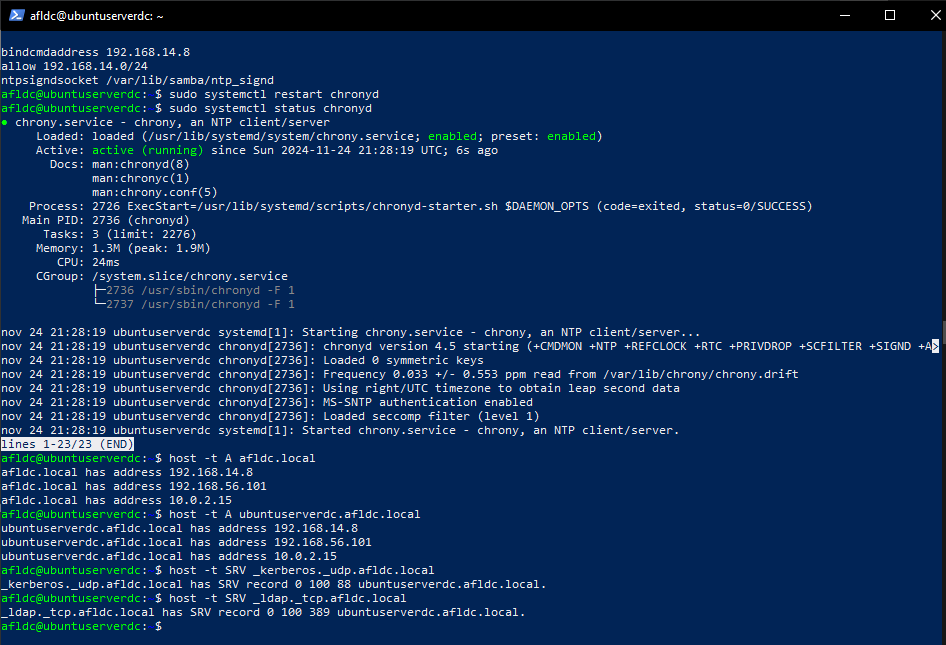 afldc@ubuntuserverdc: ~
bindcmdaddress 192.168.14.8
allow 192.168.14.0/24
ntpsigndsocket /var/lib/samba/ntp_signd
afldc@ubuntuserverdc: $ sudo systemctl restart chronyd
afldc@ubuntuserverdc: $ sudo systemctl status chronyd
● chrony.service - chrony, an NTP client/server
     Loaded: loaded (/usr/lib/systemd/system/chrony.service; enabled; preset: enabled)
     Active: active (running) since Sun 2024-11-24 21:28:19 UTC; 6s ago
       Docs: man:chronyd(8)
             man:chronyc(1)
             man:chrony.conf(5)
    Process: 2726 ExecStart=/usr/lib/systemd/scripts/chronyd-starter.sh $DAEMON_OPTS (code=exited, status=0/SUCCESS)
   Main PID: 2736 (chronyd)
      Tasks: 3 (limit: 2276)
     Memory: 1.3M (peak: 1.9M)
        CPU: 24ms
     CGroup: /system.slice/chrony.service
             ├─2736 /usr/sbin/chronyd -F 1
             └─2737 /usr/sbin/chronyd -F 1
nov 24 21:28:19 ubuntuserverdc systemd[1]: Starting chrony.service - chrony, an NTP client/server...
nov 24 21:28:19 ubuntuserverdc chronyd[2736]: chronyd version 4.5 starting (+CMDMON +NTP +REFCLOCK +RTC +PRIVDROP +SCFILTER +SIGND +A>
nov 24 21:28:19 ubuntuserverdc chronyd[2736]: Loaded 0 symmetric keys
nov 24 21:28:19 ubuntuserverdc chronyd[2736]: Frequency 0.033 +/- 0.553 ppm read from /var/lib/chrony/chrony.drift
nov 24 21:28:19 ubuntuserverdc chronyd[2736]: Using right/UTC timezone to obtain leap second data
nov 24 21:28:19 ubuntuserverdc chronyd[2736]: MS-SNTP authentication enabled
nov 24 21:28:19 ubuntuserverdc chronyd[2736]: Loaded seccomp filter (level 1)
nov 24 21:28:19 ubuntuserverdc systemd[1]: Started chrony.service - chrony, an NTP client/server.
lines 1-23/23 (END)
afldc@ubuntuserverdc: $ host -t A afldc.local
afldc.local has address 192.168.14.8
afldc.local has address 192.168.56.101
afldc.local has address 10.0.2.15
afldc@ubuntuserverdc: $ host -t A ubuntuserverdc.afldc.local
ubuntuserverdc.afldc.local has address 192.168.14.8
ubuntuserverdc.afldc.local has address 192.168.56.101
ubuntuserverdc.afldc.local has address 10.0.2.15
afldc@ubuntuserverdc: $ host -t SRV _kerberos._udp.afldc.local
_kerberos._udp.afldc.local has SRV record 0 100 88 ubuntuserverdc.afldc.local.
afldc@ubuntuserverdc: $ host -t SRV _ldap._tcp.afldc.local
_ldap._tcp.afldc.local has SRV record 0 100 389 ubuntuserverdc.afldc.local.
afldc@ubuntuserverdc: $